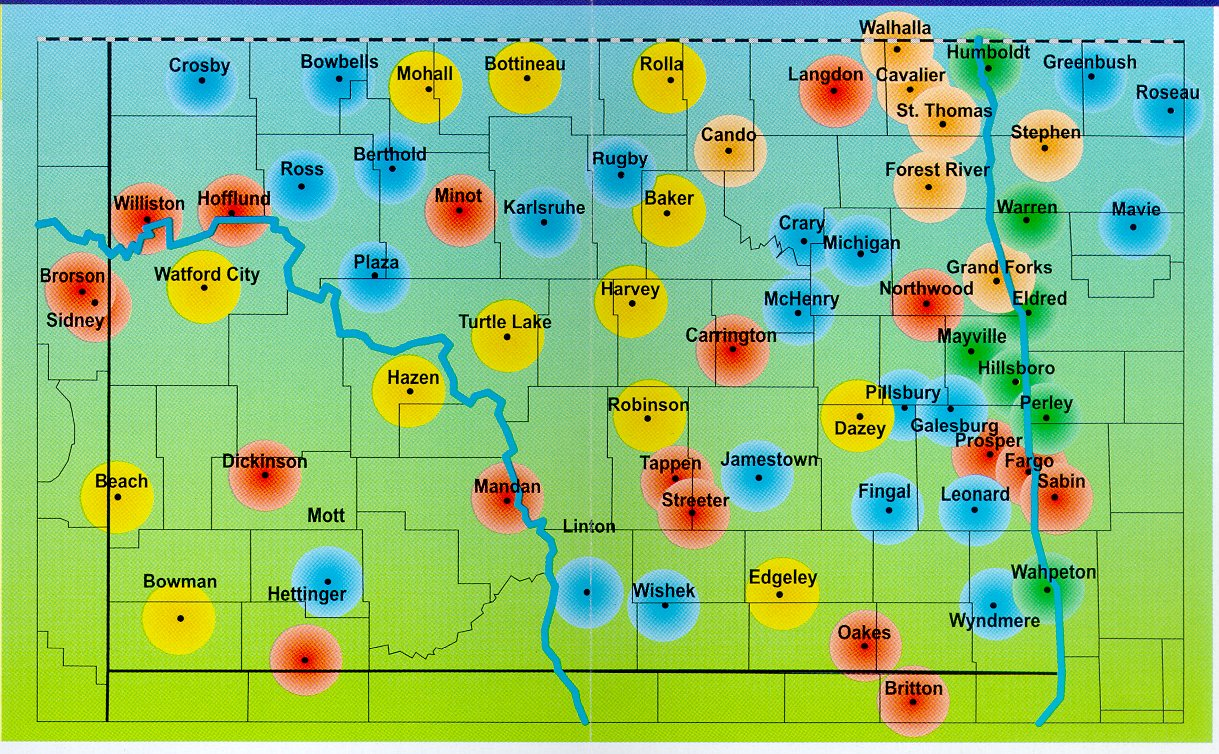 Walhalla
Humboldt
Crosby
Bowbells
Mohall
Bottineau
Rolla
Langdon
Cavalier
Greenbush
Roseau
St. Thomas
Cando
Stephen
Ross
Berthold
Rugby
Forest River
Williston
Hofflund
Minot
Karlsruhe
Baker
Warren
Mavie
Crary
Michigan
Brorson
Watford City
Plaza
Grand Forks
Sidney
Turtle Lake
Harvey
McHenry
Northwood
Eldred
Carrington
Mayville
Hillsboro
Hazen
Robinson
Dazey
Pillsbury
Galesburg
Perley
Prosper
Beach
Dickinson
Mandan
Tappen
Jamestown
Fargo
Streeter
Fingal
Leonard
Sabin
Mott
Linton
Bowman
Hettinger
Wishek
Edgeley
Wahpeton
Wyndmere
Oakes
Britton